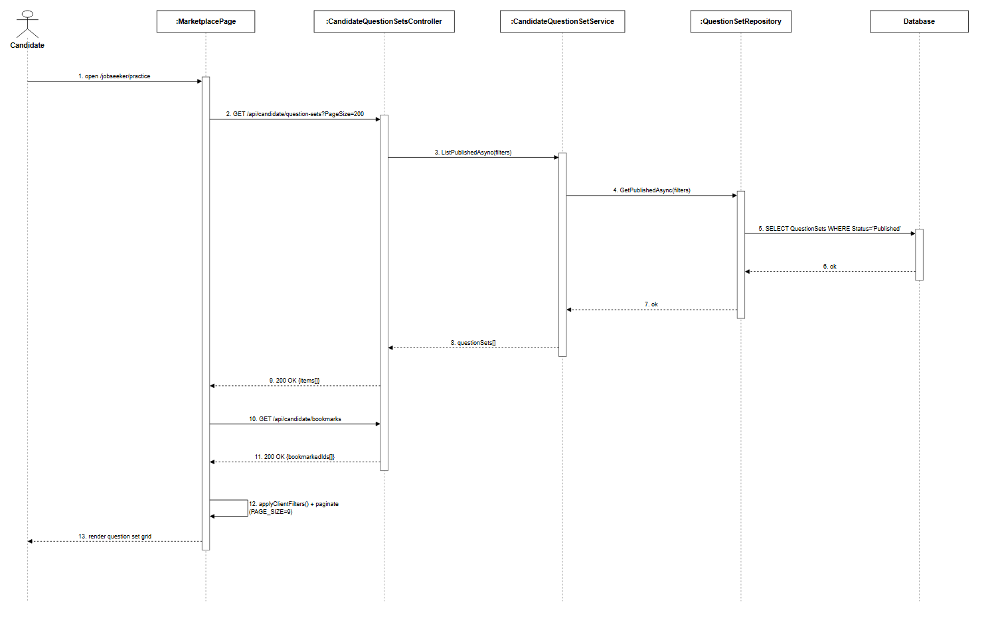 Candidate
:MarketplacePage
:CandidateQuestionSetsController
:CandidateQuestionSetService
:QuestionSetRepository
Database
1. open /jobseeker/practice
2. GET /api/candidate/question-sets?PageSize=200
3. ListPublishedAsync(filters)
4. GetPublishedAsync(filters)
5. SELECT QuestionSets WHERE Status='Published'
6. ok
7. ok
8. questionSets[]
9. 200 OK {items[]}
10. GET /api/candidate/bookmarks
11. 200 OK {bookmarkedIds[]}
12. applyClientFilters() + paginate
(PAGE_SIZE=9)
13. render question set grid